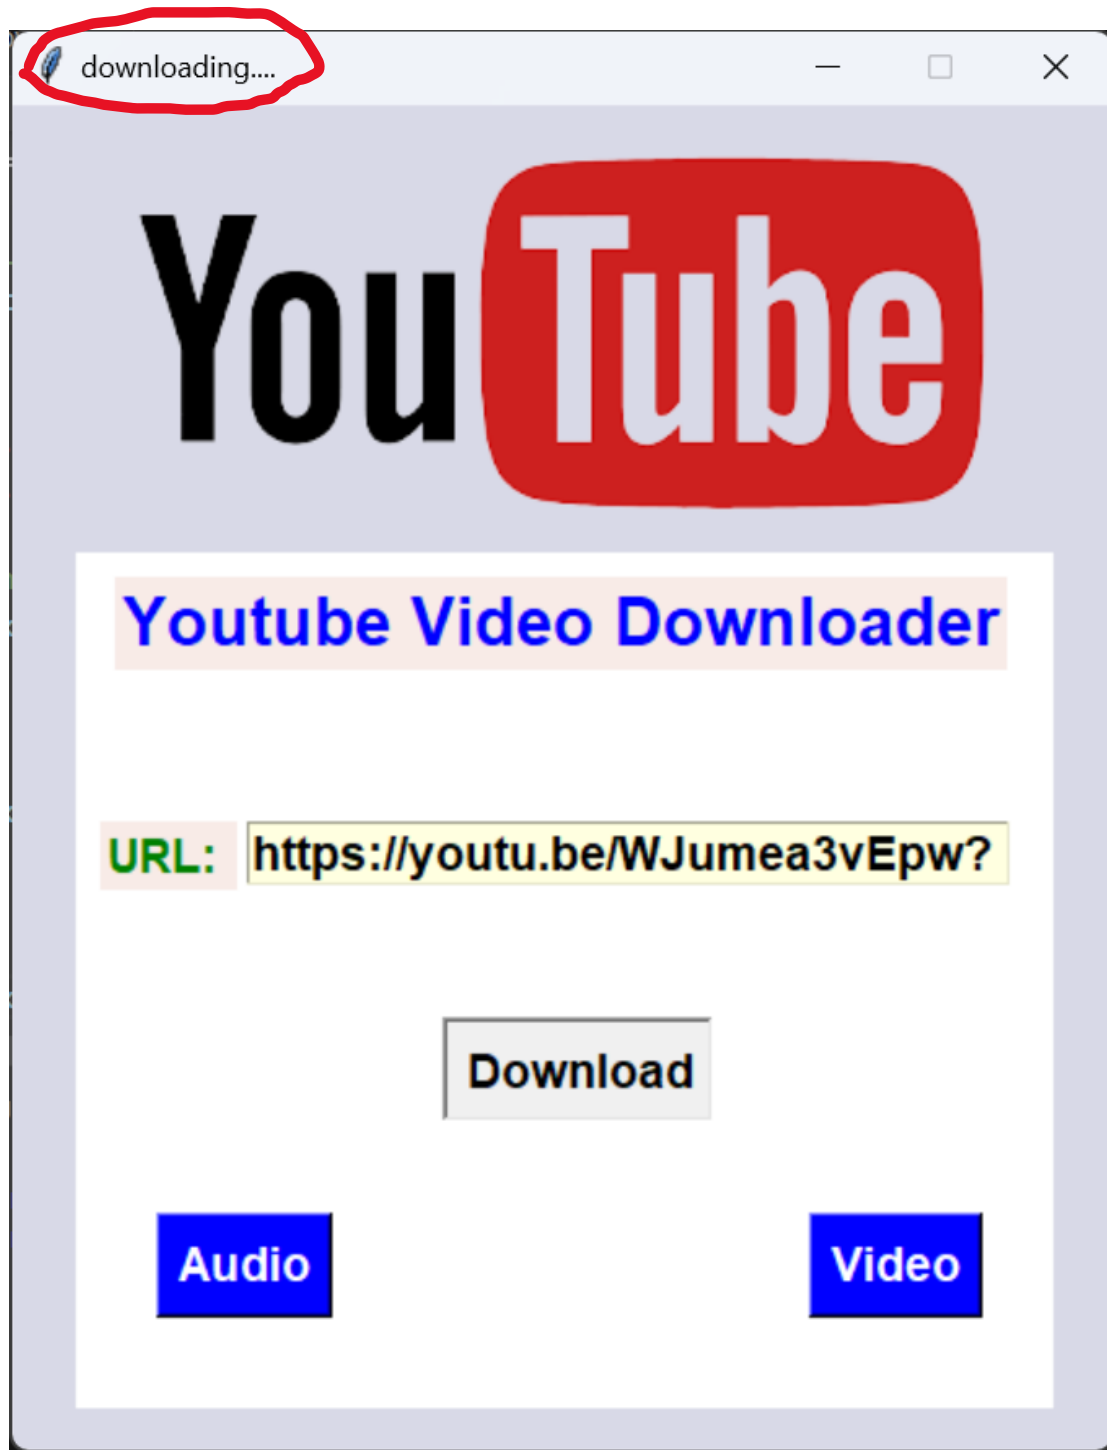 downloading....
YouTube
Youtube Video Downloader
URL: https://youtu.be/WJumea3vEpw?
Download
Audio Video